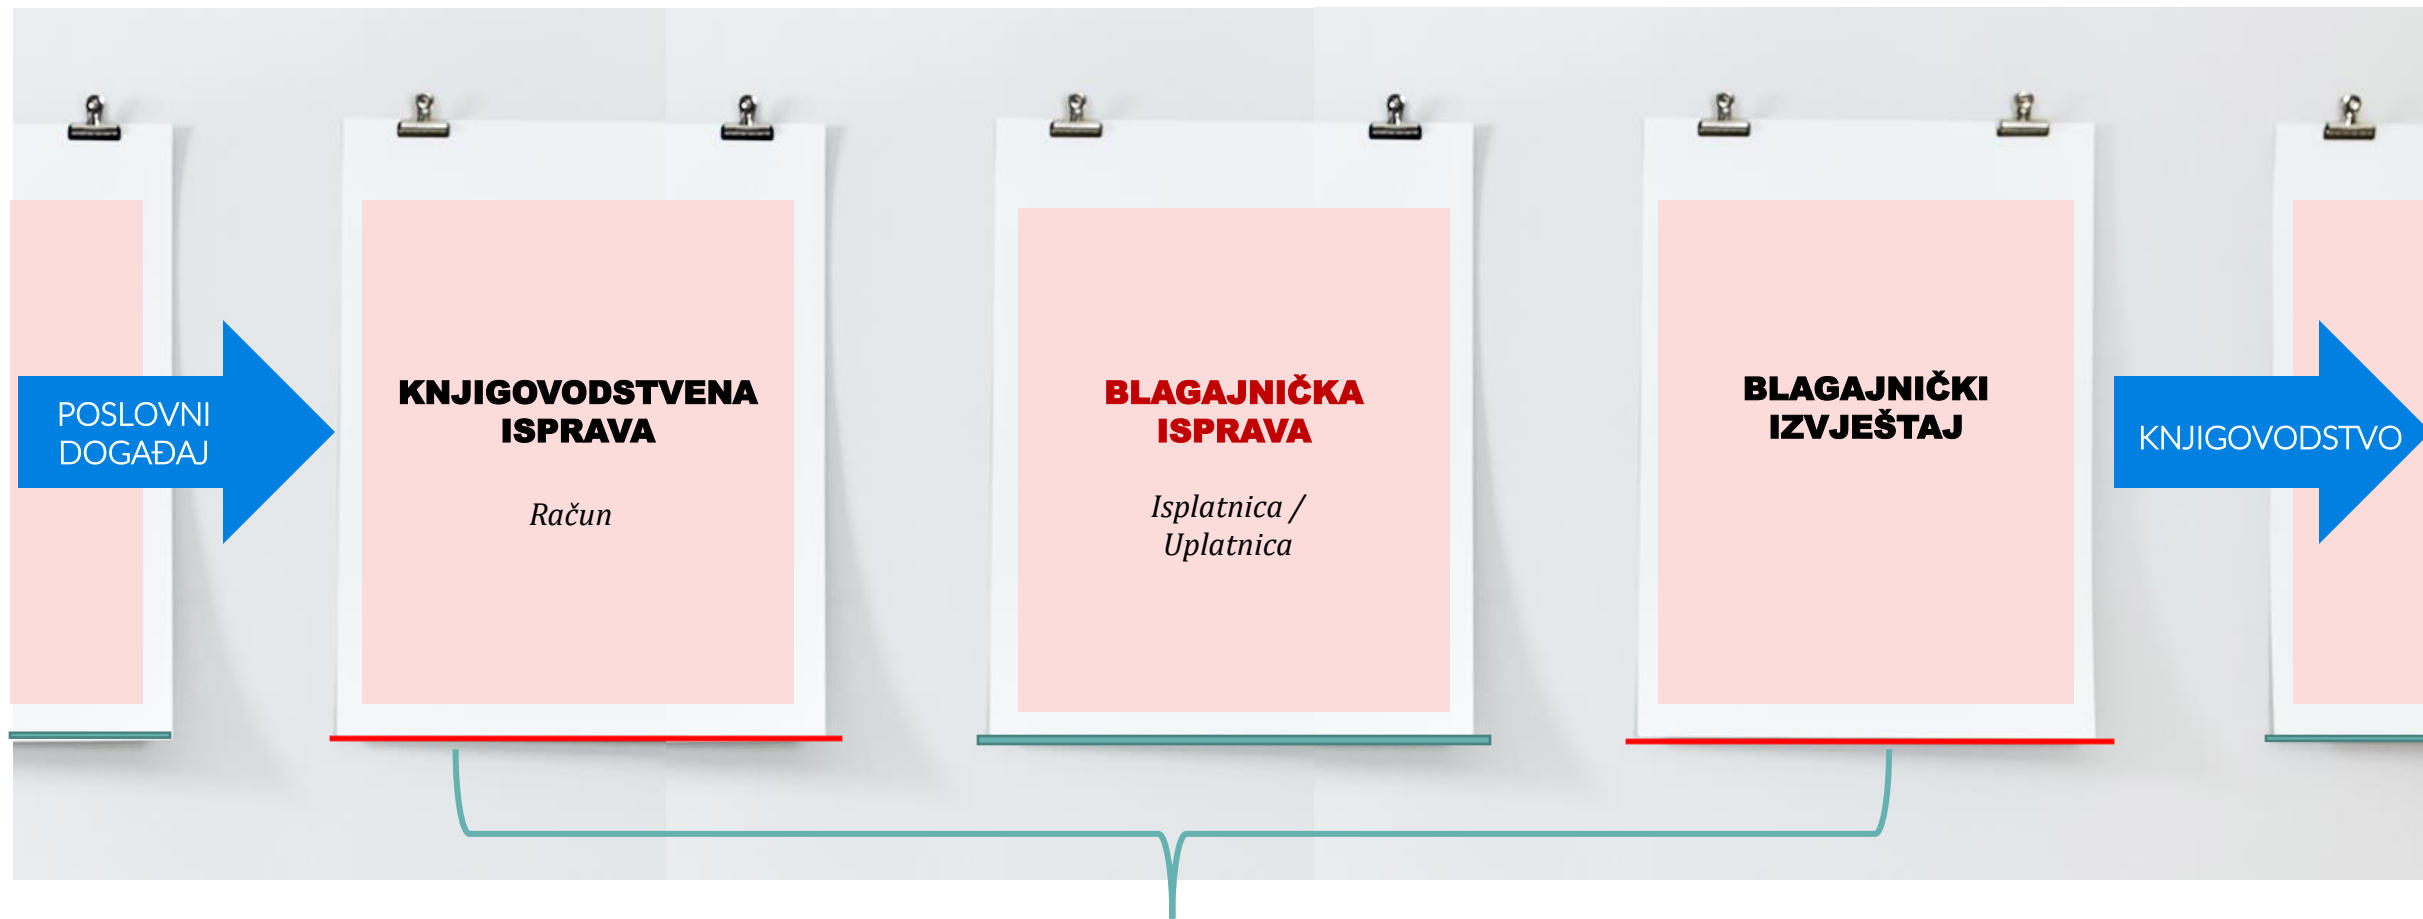 POSLOVNI
DOGAĐAJ
KNJIGOVODSTVENA
ISPRAVA
Račun
BLAGAJNIČKA
ISPRAVA
Isplatnica /
Uplatnica
BLAGAJNIČKI
IZVJEŠTAJ
KNJIGOVODSTVO